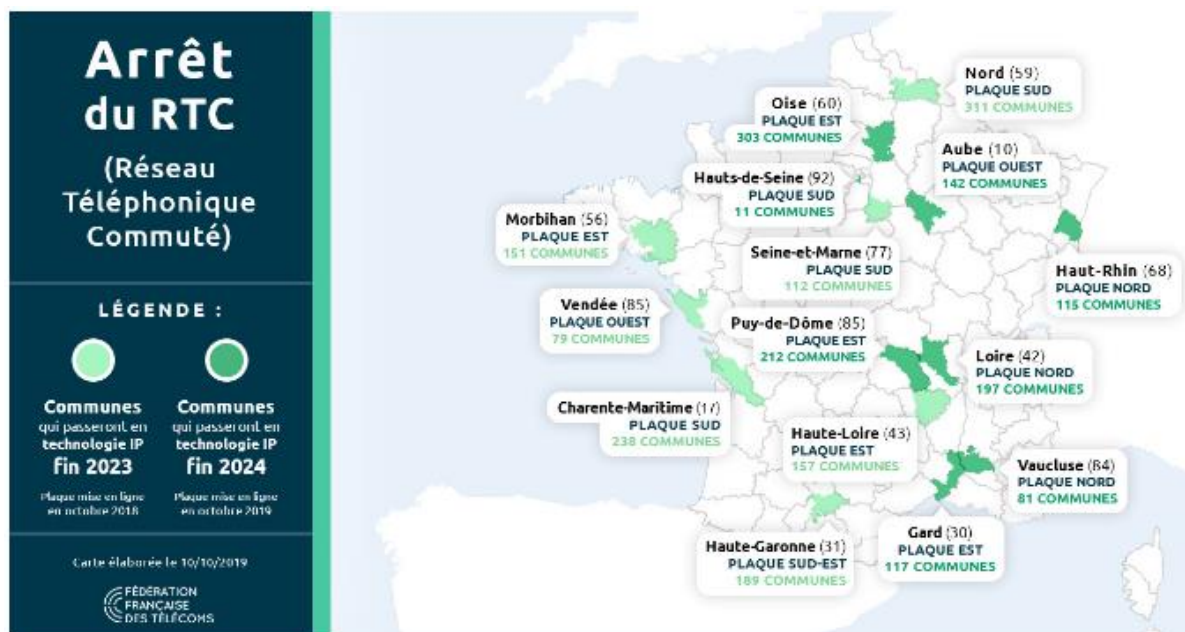 Arrêt
du RTC
(Réseau
Téléphonique
Commuté)
LÉGENDE :
Communes
qui passeront en
technologie IP
fin 2023
Plaque mise en ligne
en octobre 2018
Communes
qui passeront en
technologie IP
fin 2024
Plaque mise en ligne
en octobre 2019
Carte élaborée le 10/10/2019
FÉDÉRATION
FRANÇAISE
DES TÉLÉCOMS
Nord (59)
PLAQUE SUD
311 COMMUNES
Oise (60)
PLAQUE EST
303 COMMUNES
Aube (10)
PLAQUE OUEST
142 COMMUNES
Hauts-de-Seine (92)
PLAQUE SUD
11 COMMUNES
Morbihan (56)
PLAQUE EST
151 COMMUNES
Seine-et-Marne (77)
PLAQUE SUD
112 COMMUNES
Haut-Rhin (68)
PLAQUE NORD
115 COMMUNES
Vendée (85)
PLAQUE OUEST
79 COMMUNES
Puy-de-Dôme (85)
PLAQUE EST
212 COMMUNES
Loire (42)
PLAQUE NORD
197 COMMUNES
Charente-Maritime (17)
PLAQUE SUD
238 COMMUNES
Haute-Loire (43)
PLAQUE EST
157 COMMUNES
Vaucluse (84)
PLAQUE NORD
81 COMMUNES
Gard (30)
PLAQUE EST
117 COMMUNES
Haute-Garonne (31)
PLAQUE SUD-EST
189 COMMUNES